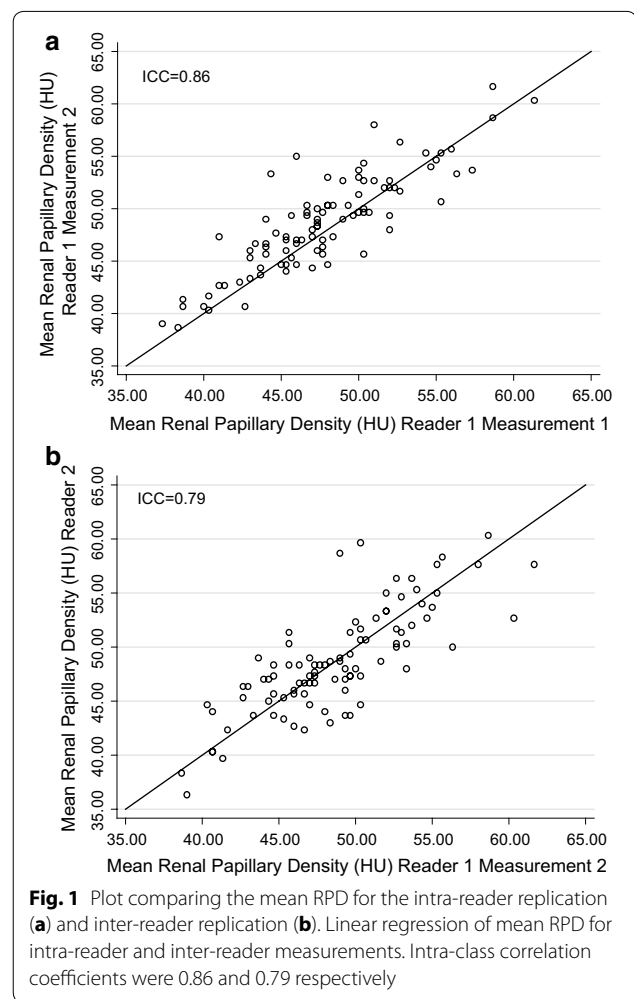 a
ICC=0.86
65.00
60.00
55.00
50.00
45.00
40.00
35.00
Mean Renal Papillary Density (HU)
Reader 1 Measurement 2
35.00 40.00 45.00 50.00 55.00 60.00 65.00
Mean Renal Papillary Density (HU) Reader 1 Measurement 1
b
ICC=0.79
65.00
60.00
55.00
50.00
45.00
40.00
35.00
Mean Renal Papillary Density (HU) Reader 2
35.00 40.00 45.00 50.00 55.00 60.00 65.00
Mean Renal Papillary Density (HU) Reader 1 Measurement 2
Fig. 1 Plot comparing the mean RPD for the intra-reader replication
(a) and inter-reader replication (b). Linear regression of mean RPD for
intra-reader and inter-reader measurements. Intra-class correlation
coefficients were 0.86 and 0.79 respectively